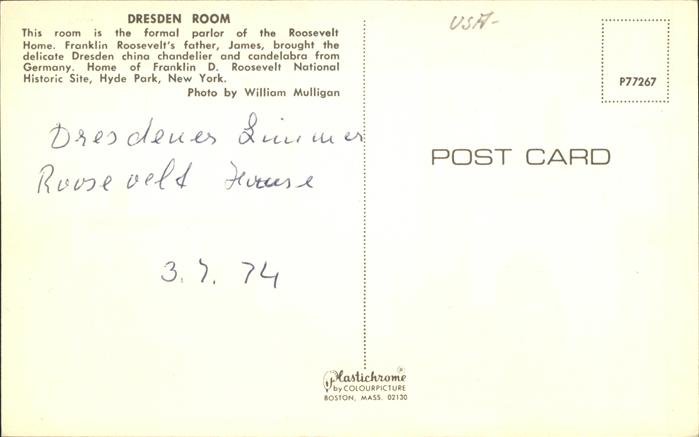 DRESDEN ROOM
This room is the formal parlor of the Roosevelt
Home. Franklin Roosevelt's father, James, brought the
delicate Dresden china chandelier and candelabra from
Germany. Home of Franklin D. Roosevelt National
Historic Site, Hyde Park, New York.
Photo by William Mulligan
Dresdener Zimmer
Roosevelt House
3. 7. 74
Plastichrome ®
by COLOURPICTURE
BOSTON, MASS. 02130
USA-
P77267
POST CARD